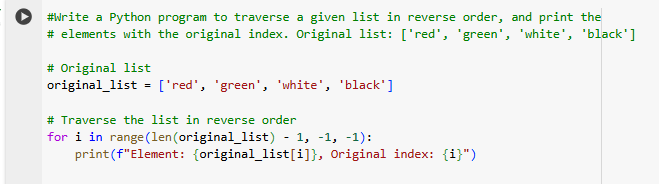 #Write a Python program to traverse a given list in reverse order, and print the
# elements with the original index. Original list: ['red', 'green', 'white', 'black']
# Original list
original_list = ['red', 'green', 'white', 'black']
# Traverse the list in reverse order
for i in range(len(original_list) - 1, -1, -1):
    print(f"Element: {original_list[i]}, Original index: {i}")